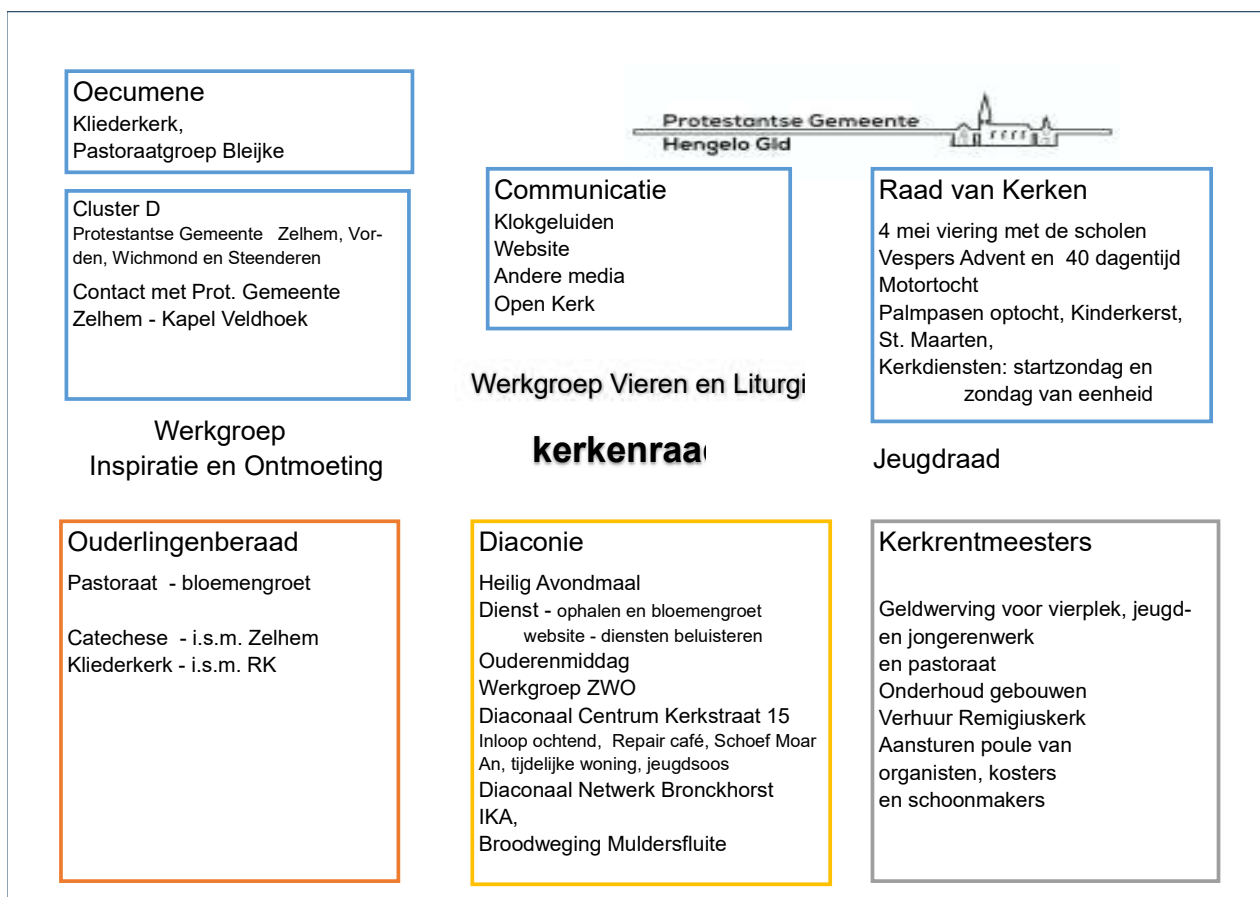 Oecumene
Kliederkerk,
Pastoraatgroep Bleijke
Protestantse Gemeente
Hengelo Gld
Cluster D
Protestantse Gemeente Zelhem, Vor-
den, Wichmond en Steenderen
Contact met Prot. Gemeente
Zelhem - Kapel Veldhoek
Communicatie
Klokgeluiden
Website
Andere media
Open Kerk
Raad van Kerken
4 mei viering met de scholen
Vespers Advent en 40 dagentijd
Motortocht
Palmpasen optocht, Kinderkerst,
St. Maarten,
Kerkdiensten: startzondag en
zondag van eenheid
Werkgroep Vieren en Liturgi
Werkgroep
Inspiratie en Ontmoeting
kerkenraa
Jeugdraad
Ouderlingenberaad
Pastoraat - bloemengroet
Catechese - i.s.m. Zelhem
Kliederkerk - i.s.m. RK
Diaconie
Heilig Avondmaal
Dienst - ophalen en bloemengroet
website - diensten beluisteren
Ouderenmiddag
Werkgroep ZWO
Diaconaal Centrum Kerkstraat 15
Inloop ochtend, Repair café, Schoef Moar
An, tijdelijke woning, jeugdsoos
Diaconaal Netwerk Bronckhorst
IKA,
Broodweging Muldersfluite
Kerkrentmeesters
Geldwerving voor vierplek, jeugd-
en jongerenwerk
en pastoraat
Onderhoud gebouwen
Verhuur Remigiuskerk
Aansturen poule van
organisten, kosters
en schoonmakers